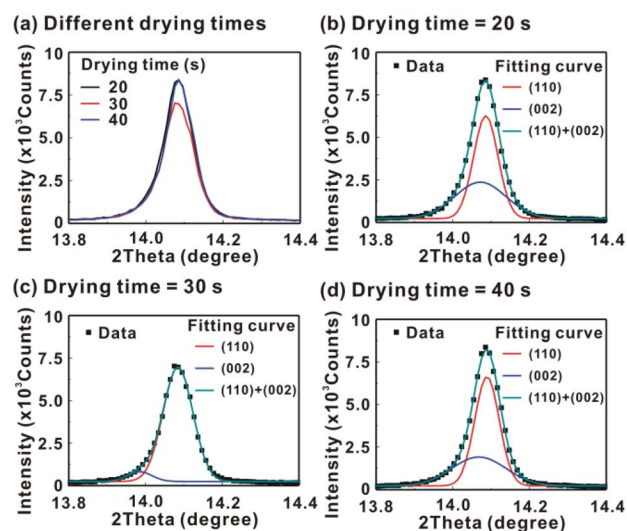 (a) Different drying times
Intensity (x10³Counts)
10
7.5
5.0
2.5
0
Drying time (s)
20
30
40
13.8 14.0 14.2 14.4
2Theta (degree)
(b) Drying time = 20 s
Intensity (x10³Counts)
10
7.5
5.0
2.5
0
Data
Fitting curve
(110)
(002)
(110)+(002)
13.8 14.0 14.2 14.4
2Theta (degree)
(c) Drying time = 30 s
Intensity (x10³Counts)
10
7.5
5.0
2.5
0
Data
Fitting curve
(110)
(002)
(110)+(002)
13.8 14.0 14.2 14.4
2Theta (degree)
(d) Drying time = 40 s
Intensity (x10³Counts)
10
7.5
5.0
2.5
0
Data
Fitting curve
(110)
(002)
(110)+(002)
13.8 14.0 14.2 14.4
2Theta (degree)